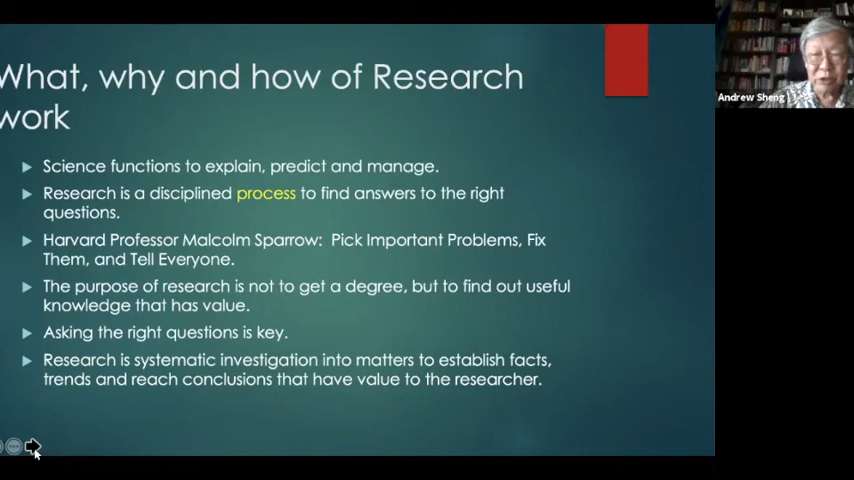 What, why and how of Research
work
Science functions to explain, predict and manage.
Research is a disciplined process to find answers to the right
questions.
Harvard Professor Malcolm Sparrow: Pick Important Problems, Fix
Them, and Tell Everyone.
The purpose of research is not to get a degree, but to find out useful
knowledge that has value.
Asking the right questions is key.
Research is systematic investigation into matters to establish facts,
trends and reach conclusions that have value to the researcher.
Andrew Sheng